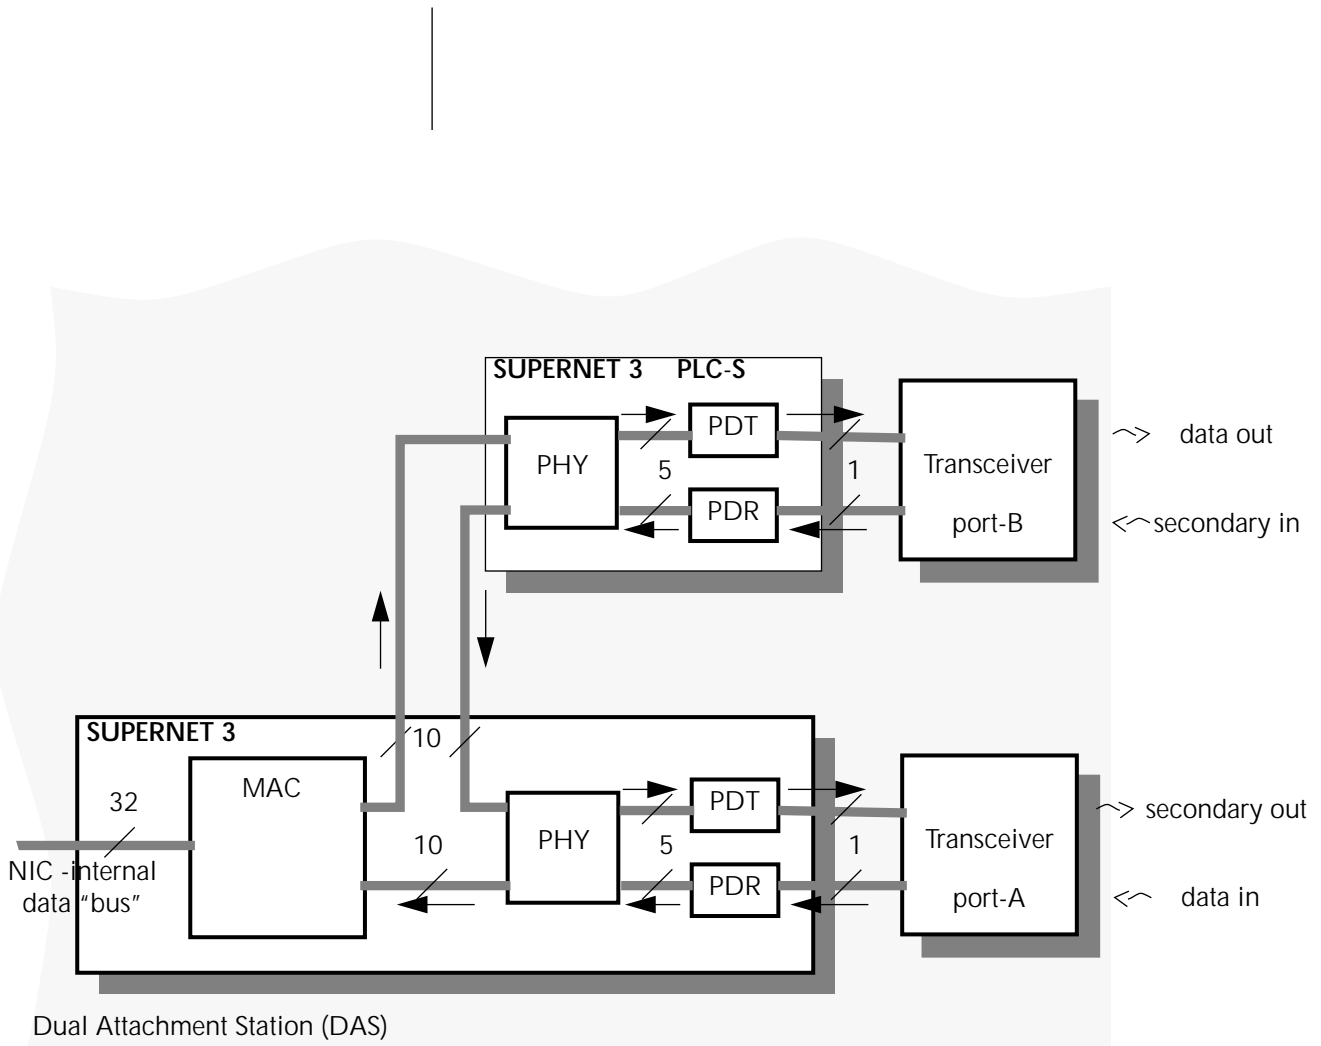 SUPERNET 3 PLC-S
PDT
data out
PHY
5
1
Transceiver
PDR
port-B
secondary in
SUPERNET 3
10
MAC
32
PDT
secondary out
10
PHY
5
1
Transceiver
NIC -internal
data “bus”
PDR
port-A
data in
Dual Attachment Station (DAS)